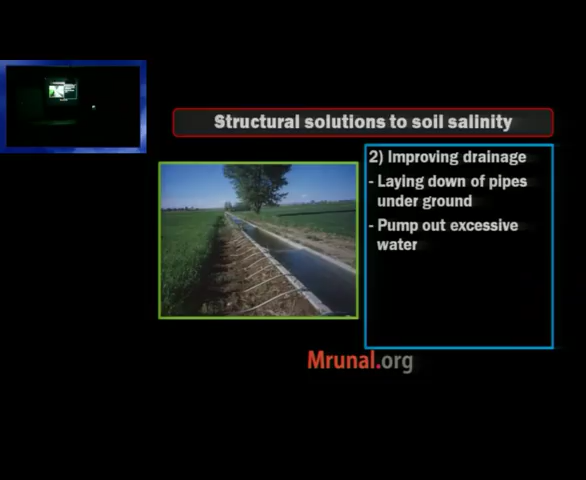 Structural solutions to soil salinity
2) Improving drainage
- Laying down of pipes
under ground
- Pump out excessive
water
Mrunal.org